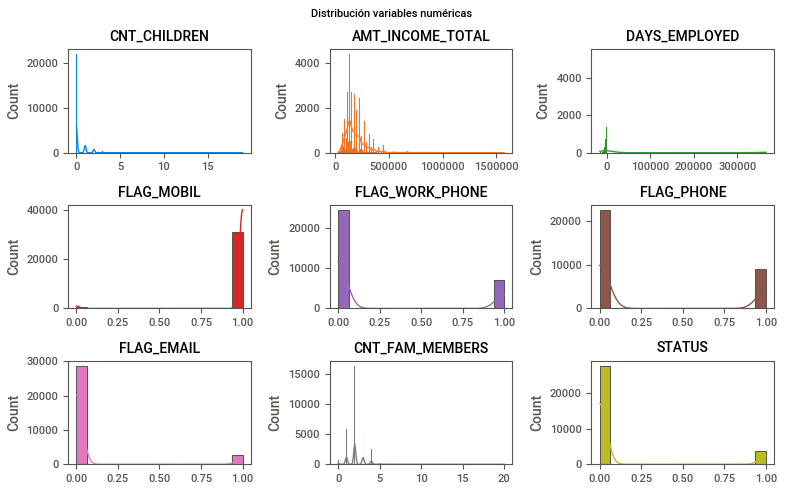 Distribución variables numéricas
CNT_CHILDREN
AMT_INCOME_TOTAL
DAYS_EMPLOYED
Count
20000
10000
0
0 5 10 15
4000
2000
0
0 500000 1000000 1500000
Count
4000
2000
0
0 100000 200000 300000
FLAG_MOBIL
FLAG_WORK_PHONE
FLAG_PHONE
Count
40000
20000
0
0.00 0.25 0.50 0.75 1.00
Count
20000
10000
0
0.00 0.25 0.50 0.75 1.00
Count
20000
10000
0
0.00 0.25 0.50 0.75 1.00
FLAG_EMAIL
CNT_FAM_MEMBERS
STATUS
Count
30000
20000
10000
0
0.00 0.25 0.50 0.75 1.00
Count
15000
10000
5000
0
0 5 10 15 20
Count
20000
10000
0
0.00 0.25 0.50 0.75 1.00